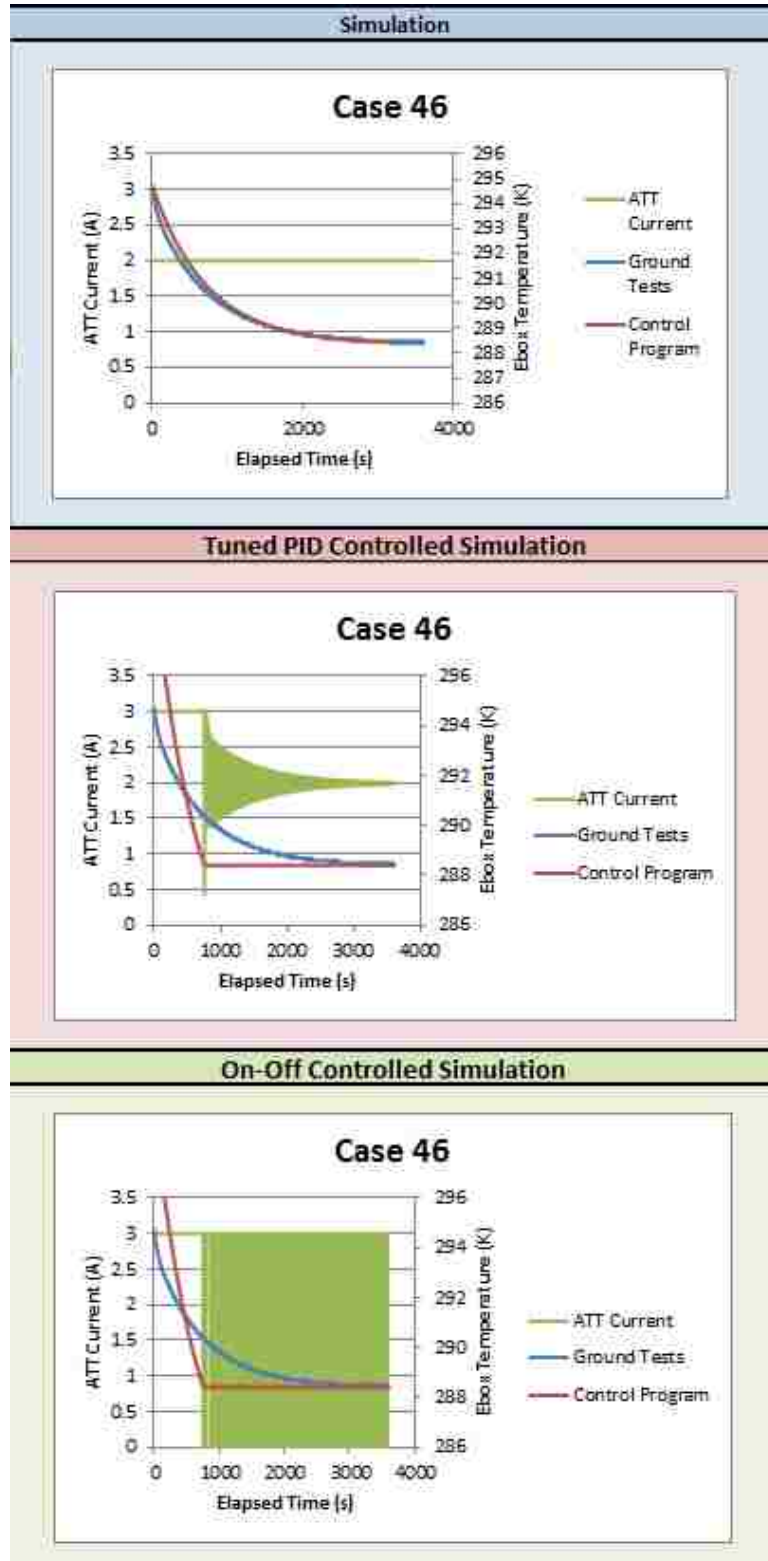 Simulation
Case 46
3.5
3
2.5
2
1.5
1
0.5
0
ATT Current (A)
296
295
294
293
292
291
290
289
288
287
286
Ebox Temperature (K)
0
2000
4000
Elapsed Time (s)
ATT
Current
Ground
Tests
Control
Program
Tuned PID Controlled Simulation
Case 46
3.5
3
2.5
2
1.5
1
0.5
0
ATT Current (A)
296
294
292
290
288
286
Ebox Temperature (K)
0
1000
2000
3000
4000
Elapsed Time (s)
ATT Current
Ground Tests
Control Program
On-Off Controlled Simulation
Case 46
3.5
3
2.5
2
1.5
1
0.5
0
ATT Current (A)
296
294
292
290
288
286
Ebox Temperature (K)
0
1000
2000
3000
4000
Elapsed Time (s)
ATT Current
Ground Tests
Control Program